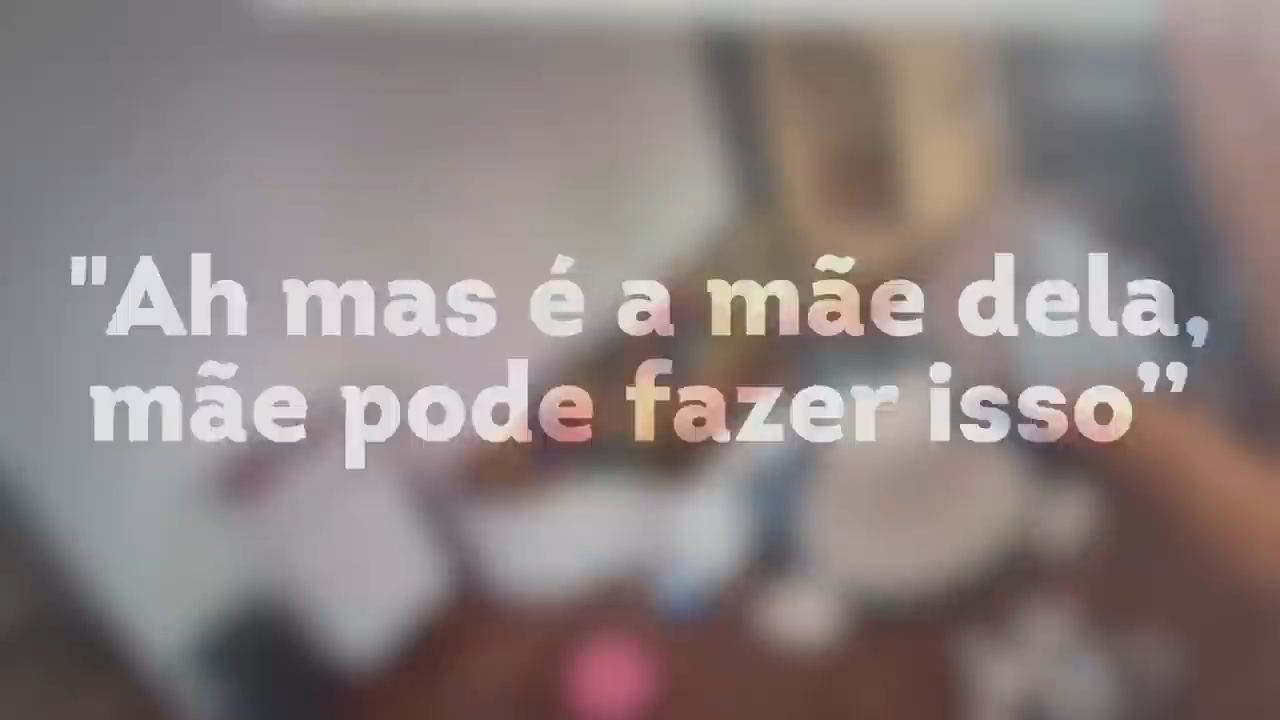 "Ah mas é a mãe dela,
mãe pode fazer isso”